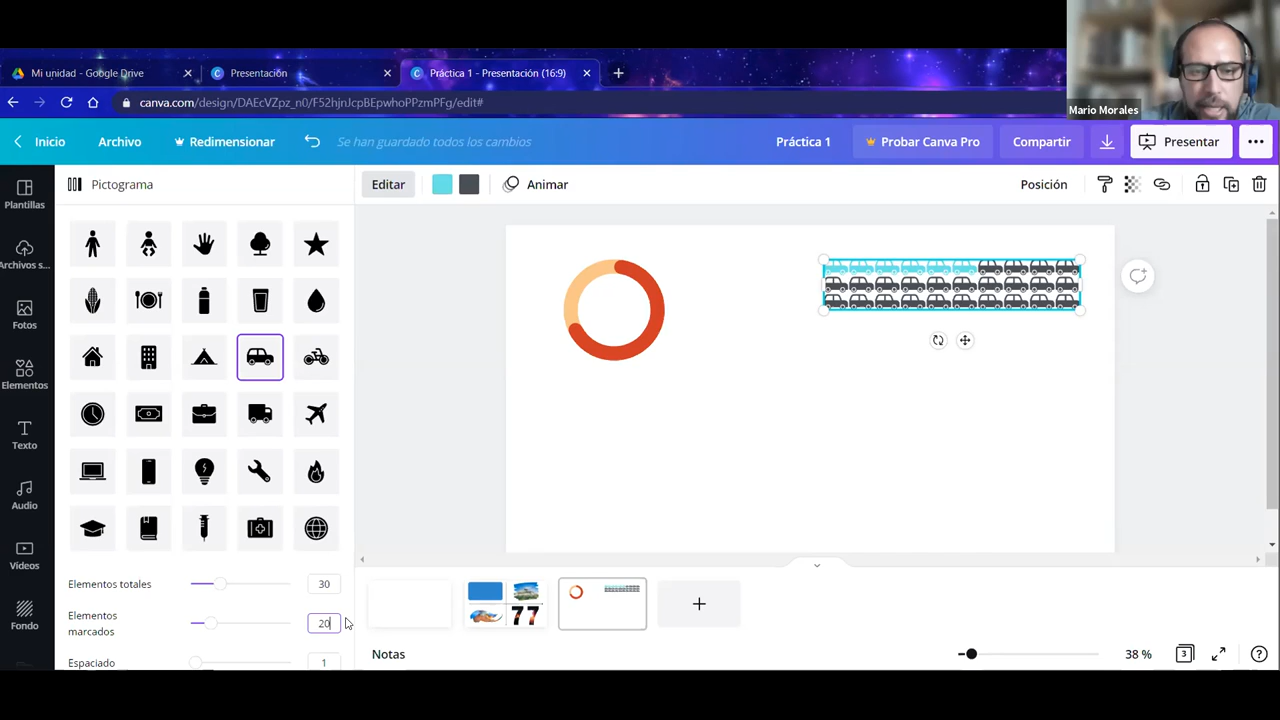 Mi unidad - Google Drive
Presentación
Práctica 1 - Presentación (16:9)
canva.com/design/DAEcVZpz_n0/F52hjnJcpBEpwhoPPzmPFg/edit#
Mario Morales
Inicio
Archivo
Redimensionar
Se han guardado todos los cambios
Práctica 1
Probar Canva Pro
Compartir
Presentar
Plantillas
Archivos s...
Fotos
Elementos
Texto
Audio
Vídeos
Fondo
Pictograma
Editar
Animar
Posición
Elementos totales
30
Elementos
marcados
20
Espaciado
1
77
Notas
38 %
3